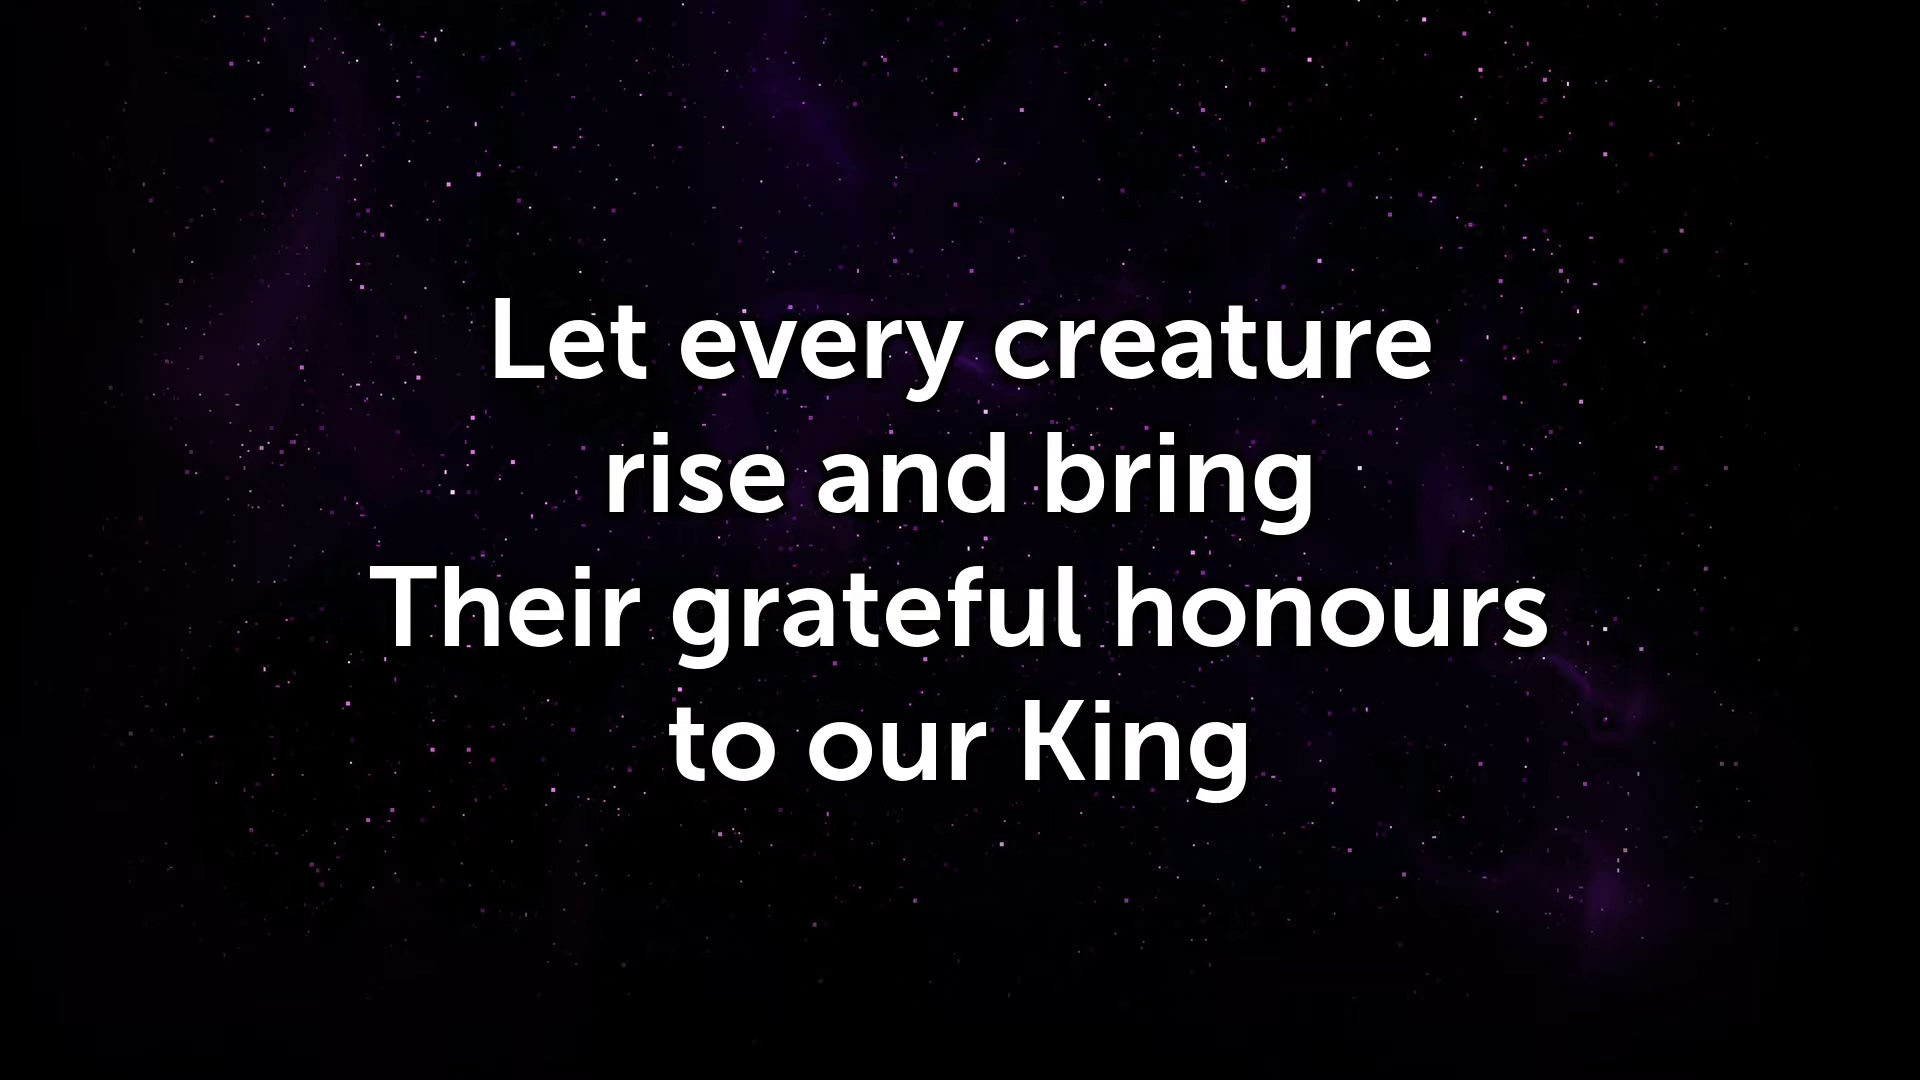 Let every creature
rise and bring
Their grateful honours
to our King